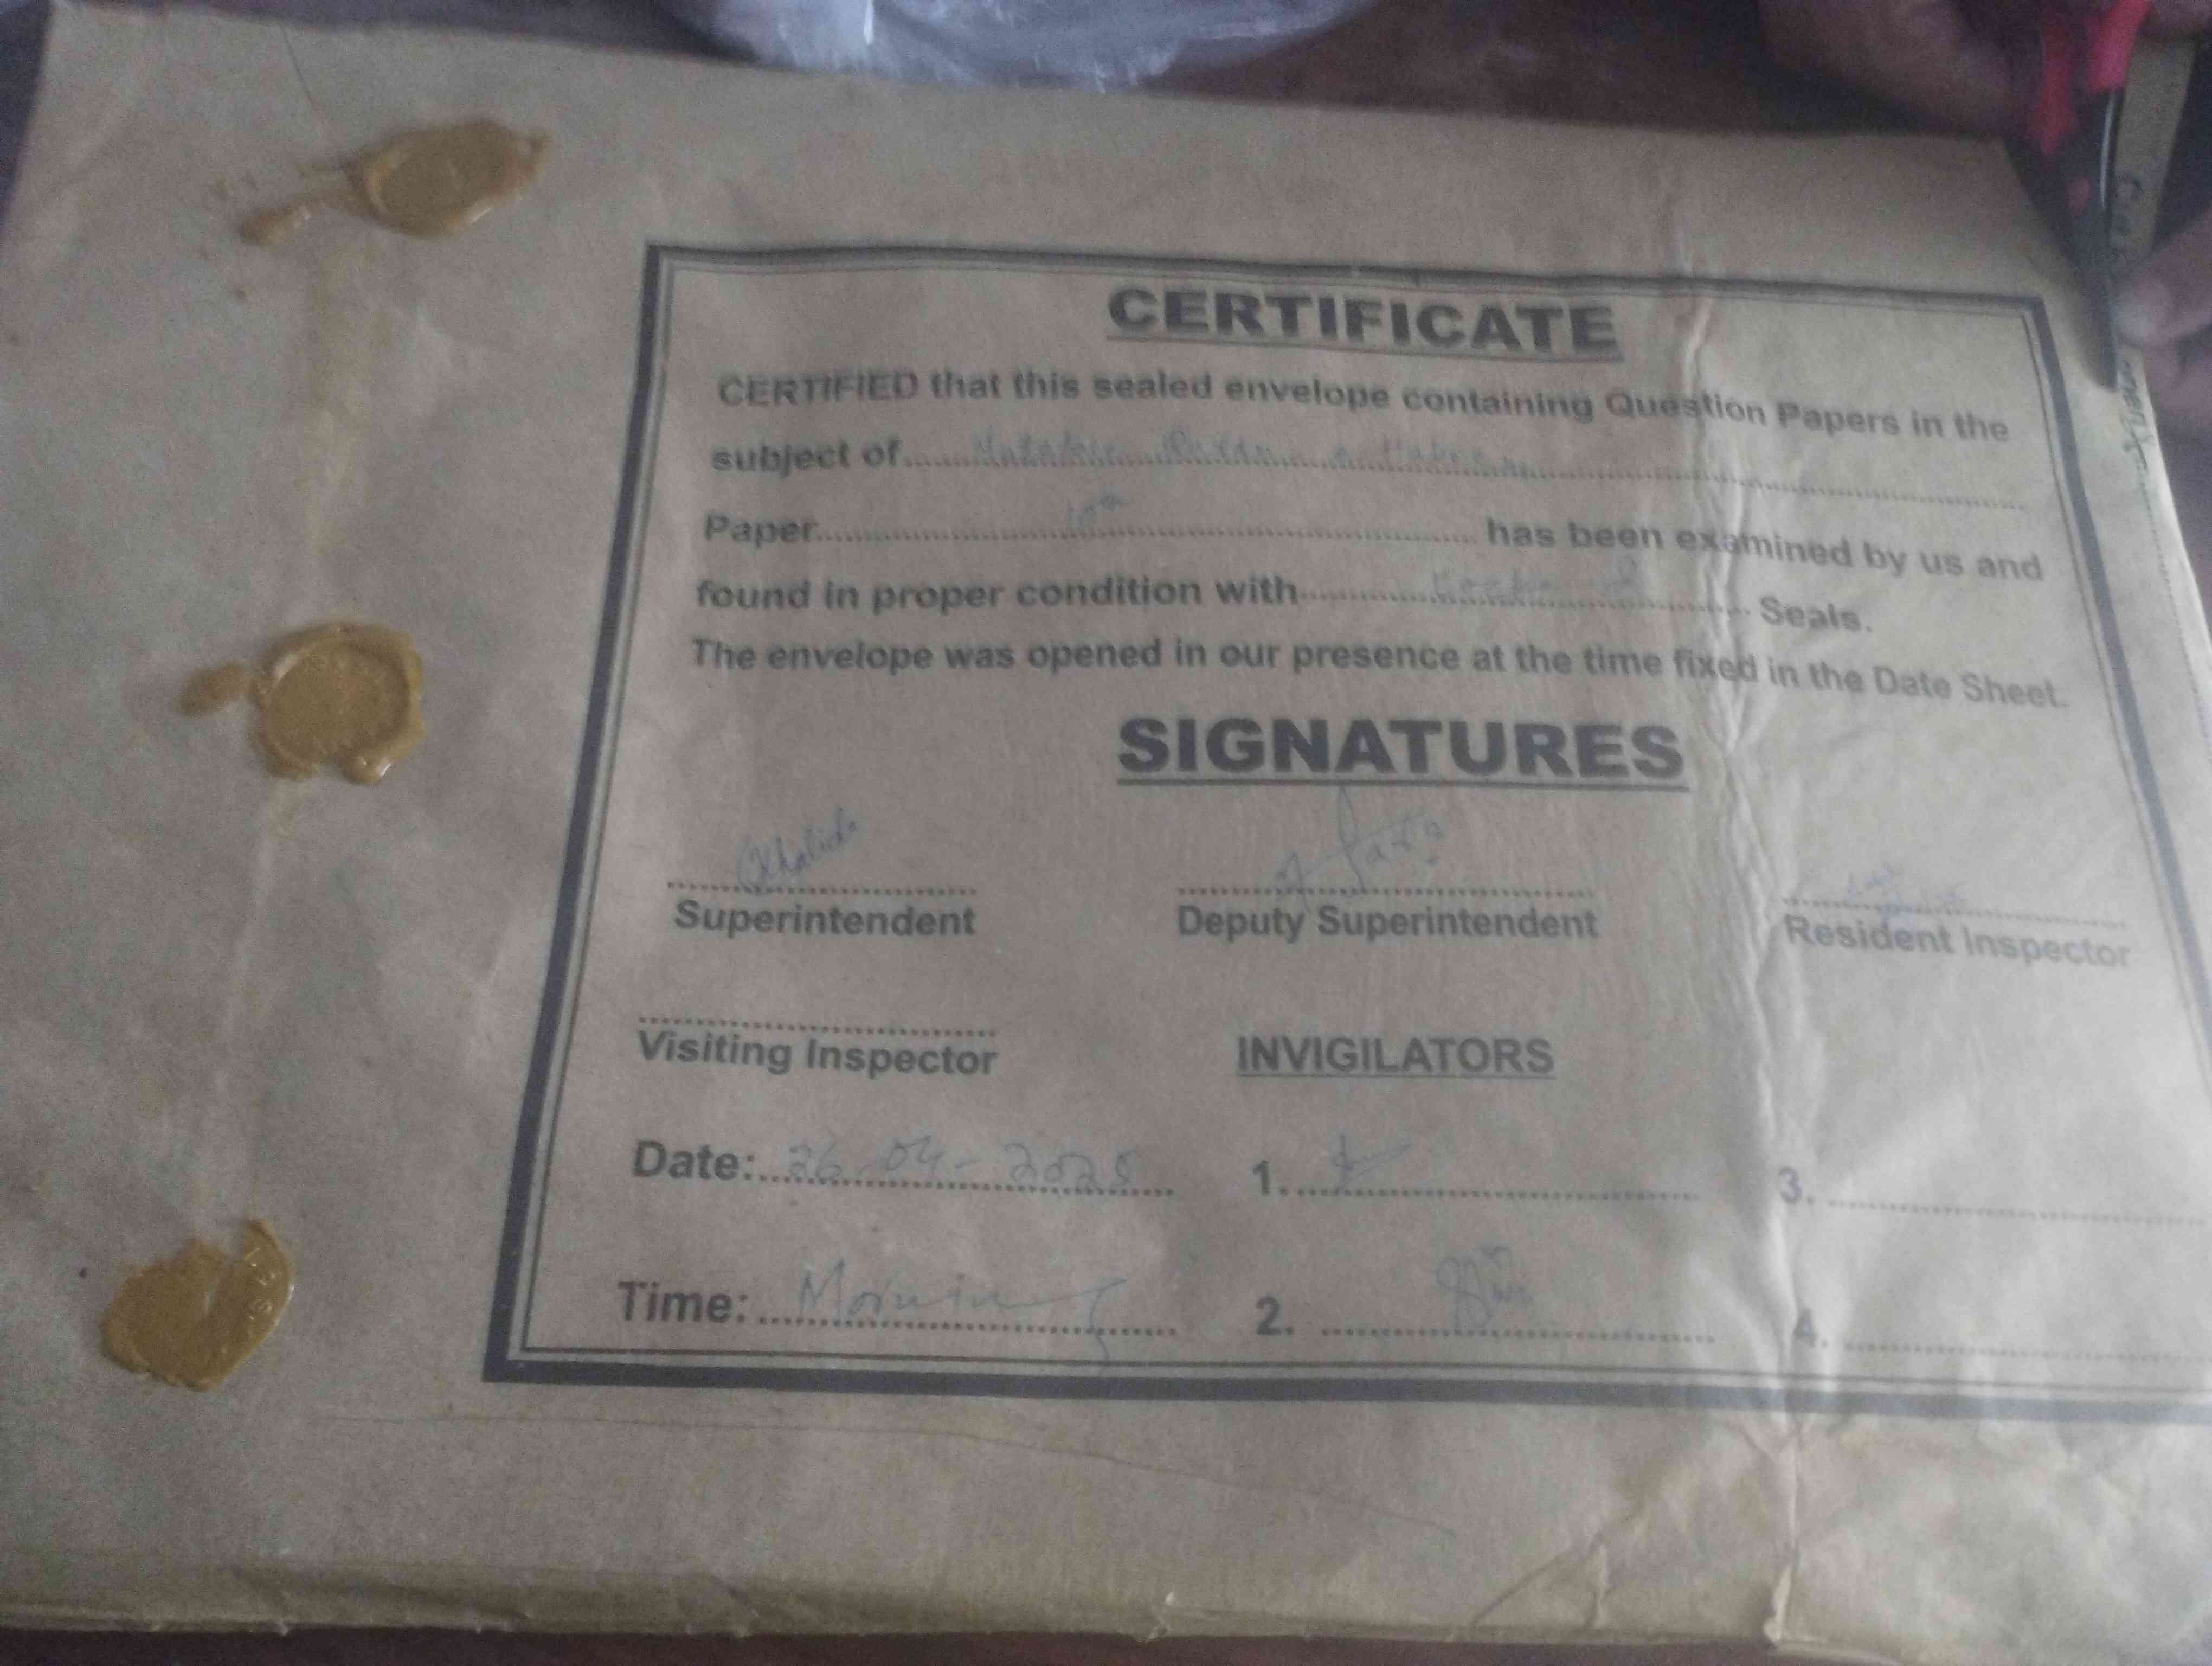 CERTIFICATE
CERTIFIED that this sealed envelope containing Question Papers in the
subject of
Paper 10th has been examined by us and
found in proper condition with Seals.
The envelope was opened in our presence at the time fixed in the Date Sheet.
SIGNATURES
Khalida
Superintendent Deputy Superintendent Resident Inspector
Visiting Inspector INVIGILATORS
Date: 26-04-2025 1. 3.
Time: Morning 2. 4.